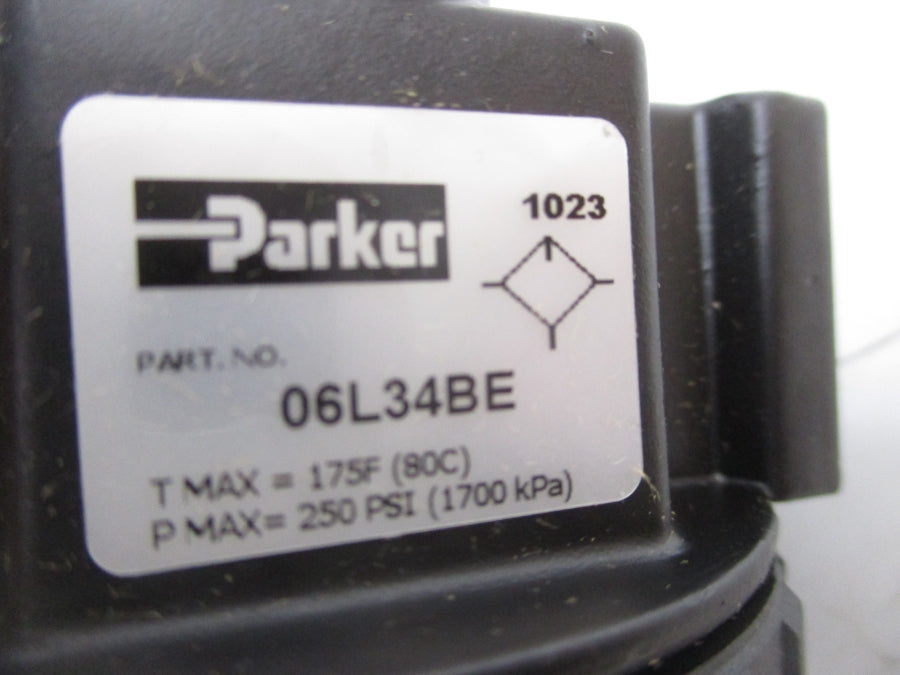 Parker
1023
PART. NO.
06L34BE
T MAX = 175F (80C)
P MAX= 250 PSI (1700 kPa)